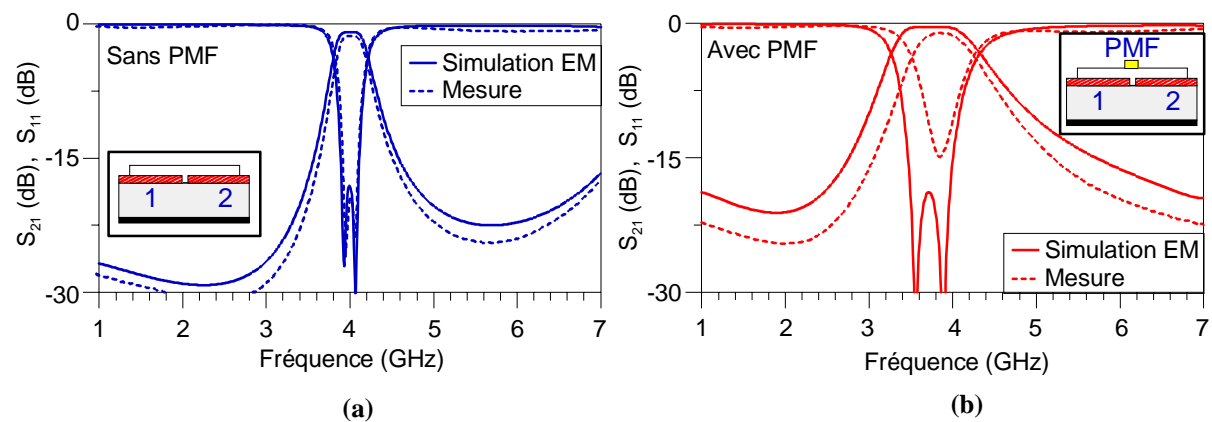 0
-15
-30
S21 (dB), S11 (dB)
Sans PMF
Simulation EM
Mesure
1 2
1 2 3 4 5 6 7
Fréquence (GHz)
(a)
0
-15
-30
S21 (dB), S11 (dB)
Avec PMF
PMF
1 2
Simulation EM
Mesure
1 2 3 4 5 6 7
Fréquence (GHz)
(b)